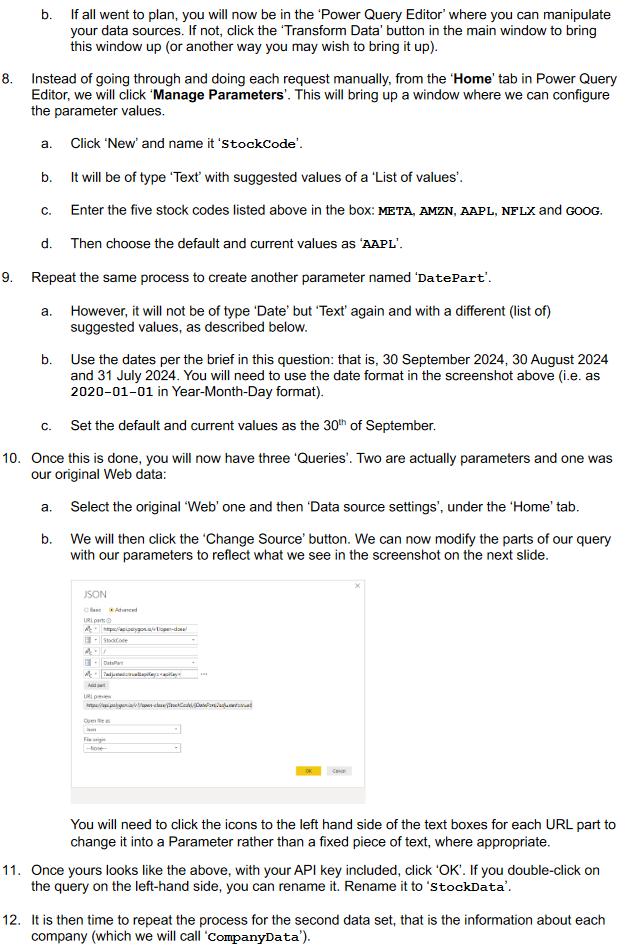 b. If all went to plan, you will now be in the ‘Power Query Editor’ where you can manipulate
your data sources. If not, click the ‘Transform Data’ button in the main window to bring
this window up (or another way you may wish to bring it up).
8. Instead of going through and doing each request manually, from the ‘Home’ tab in Power Query
Editor, we will click ‘Manage Parameters’. This will bring up a window where we can configure
the parameter values.
a. Click ‘New’ and name it ‘StockCode’.
b. It will be of type ‘Text’ with suggested values of a ‘List of values’.
c. Enter the five stock codes listed above in the box: META, AMZN, AAPL, NFLX and GOOG.
d. Then choose the default and current values as ‘AAPL’.
9. Repeat the same process to create another parameter named ‘DatePart’.
a. However, it will not be of type ‘Date’ but ‘Text’ again and with a different (list of)
suggested values, as described below.
b. Use the dates per the brief in this question: that is, 30 September 2024, 30 August 2024
and 31 July 2024. You will need to use the date format in the screenshot above (i.e. as
2020-01-01 in Year-Month-Day format).
c. Set the default and current values as the 30th of September.
10. Once this is done, you will now have three ‘Queries’. Two are actually parameters and one was
our original Web data:
a. Select the original ‘Web’ one and then ‘Data source settings’, under the ‘Home’ tab.
b. We will then click the ‘Change Source’ button. We can now modify the parts of our query
with our parameters to reflect what we see in the screenshot on the next slide.
JSON
Basic Advanced
URL parts
https://api.polygon.io/v1/open-close/
StockCode
/
DatePart
?adjusted=true&apiKey=<apiKey<
Add part
URL preview
https://api.polygon.io/v1/open-close/{StockCode}/{DatePart}?adjusted=true&
Open file as
Json
File origin
--None--
OK Cancel
You will need to click the icons to the left hand side of the text boxes for each URL part to
change it into a Parameter rather than a fixed piece of text, where appropriate.
11. Once yours looks like the above, with your API key included, click ‘OK’. If you double-click on
the query on the left-hand side, you can rename it. Rename it to ‘StockData’.
12. It is then time to repeat the process for the second data set, that is the information about each
company (which we will call ‘CompanyData’).